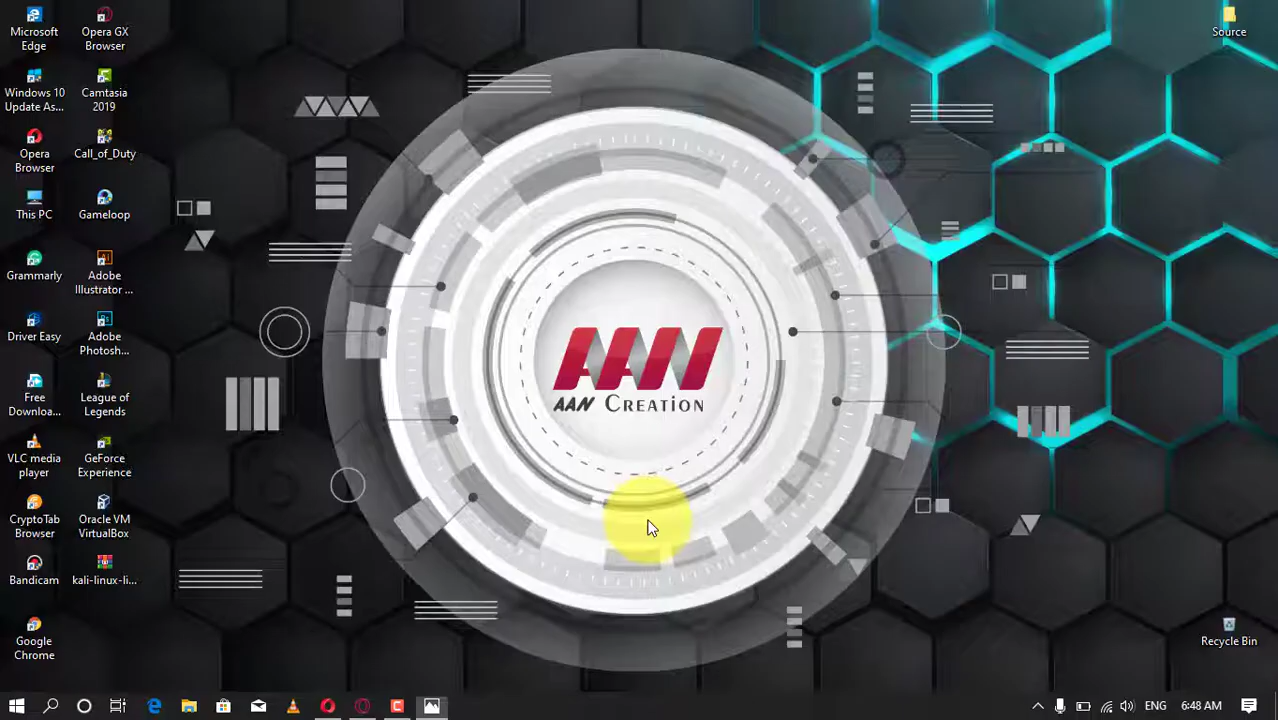 Microsoft
Edge
Opera GX
Browser
Source
Windows 10
Update As...
Camtasia
2019
Opera
Browser
Call_of_Duty
This PC
Gameloop
Grammarly
Adobe
Illustrator ...
Driver Easy
Adobe
Photosh...
Free
Downloa...
League of
Legends
VLC media
player
GeForce
Experience
CryptoTab
Browser
Oracle VM
VirtualBox
Bandicam
kali-linux-li...
Google
Chrome
AAN
AAN CREATION
Recycle Bin
ENG
6:48 AM